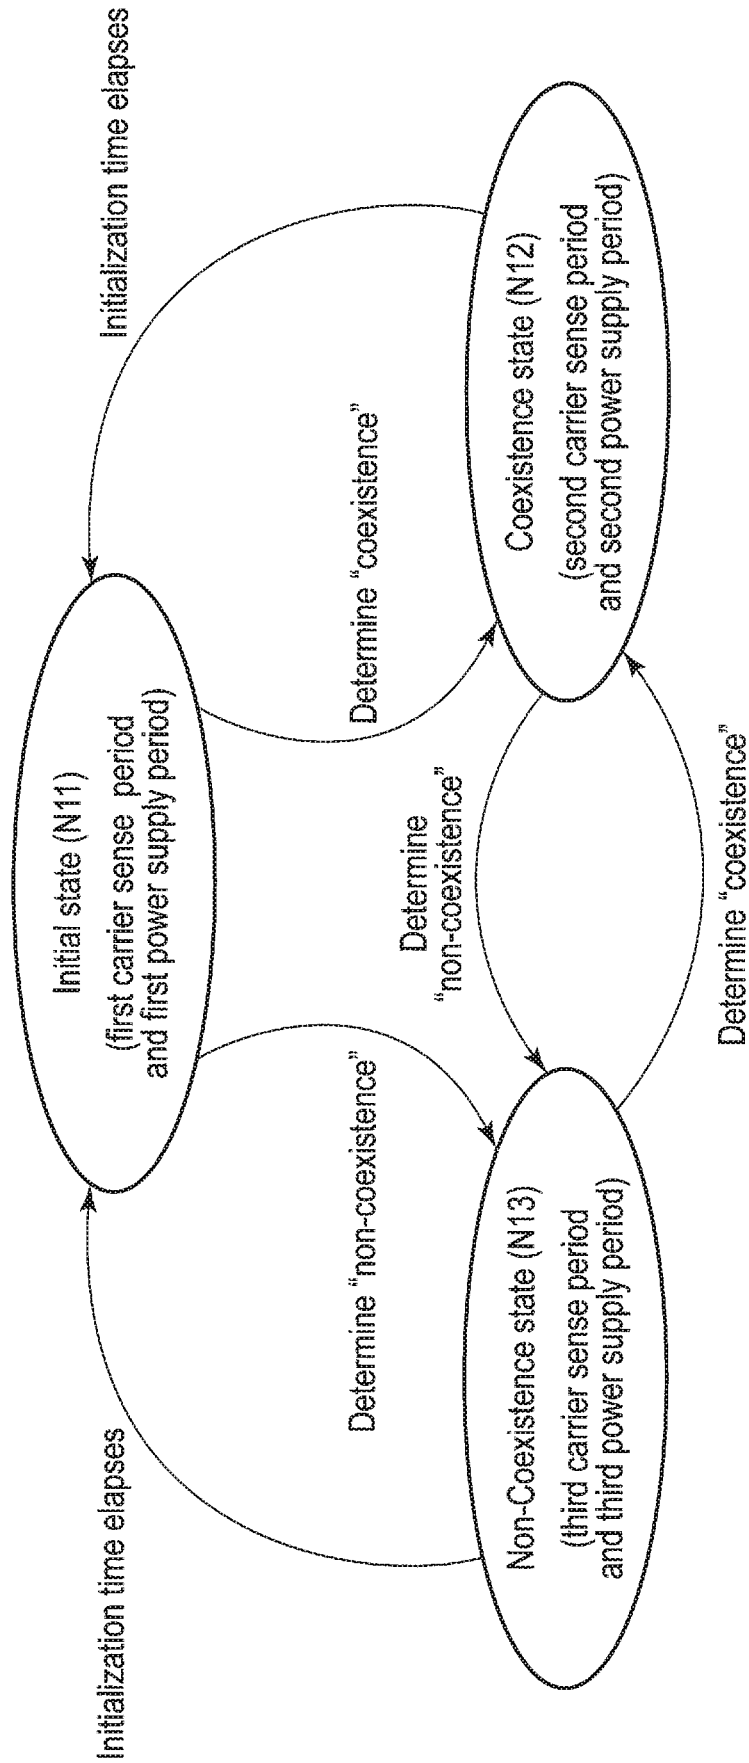 Initialization time elapses
Initialization time elapses
Initial state (N11)
(first carrier sense period
and first power supply period)
Determine “non-coexistence”
Determine “coexistence”
Determine
“non-coexistence”
Non-Coexistence state (N13)
(third carrier sense period
and third power supply period)
Coexistence state (N12)
(second carrier sense period
and second power supply period)
Determine “coexistence”